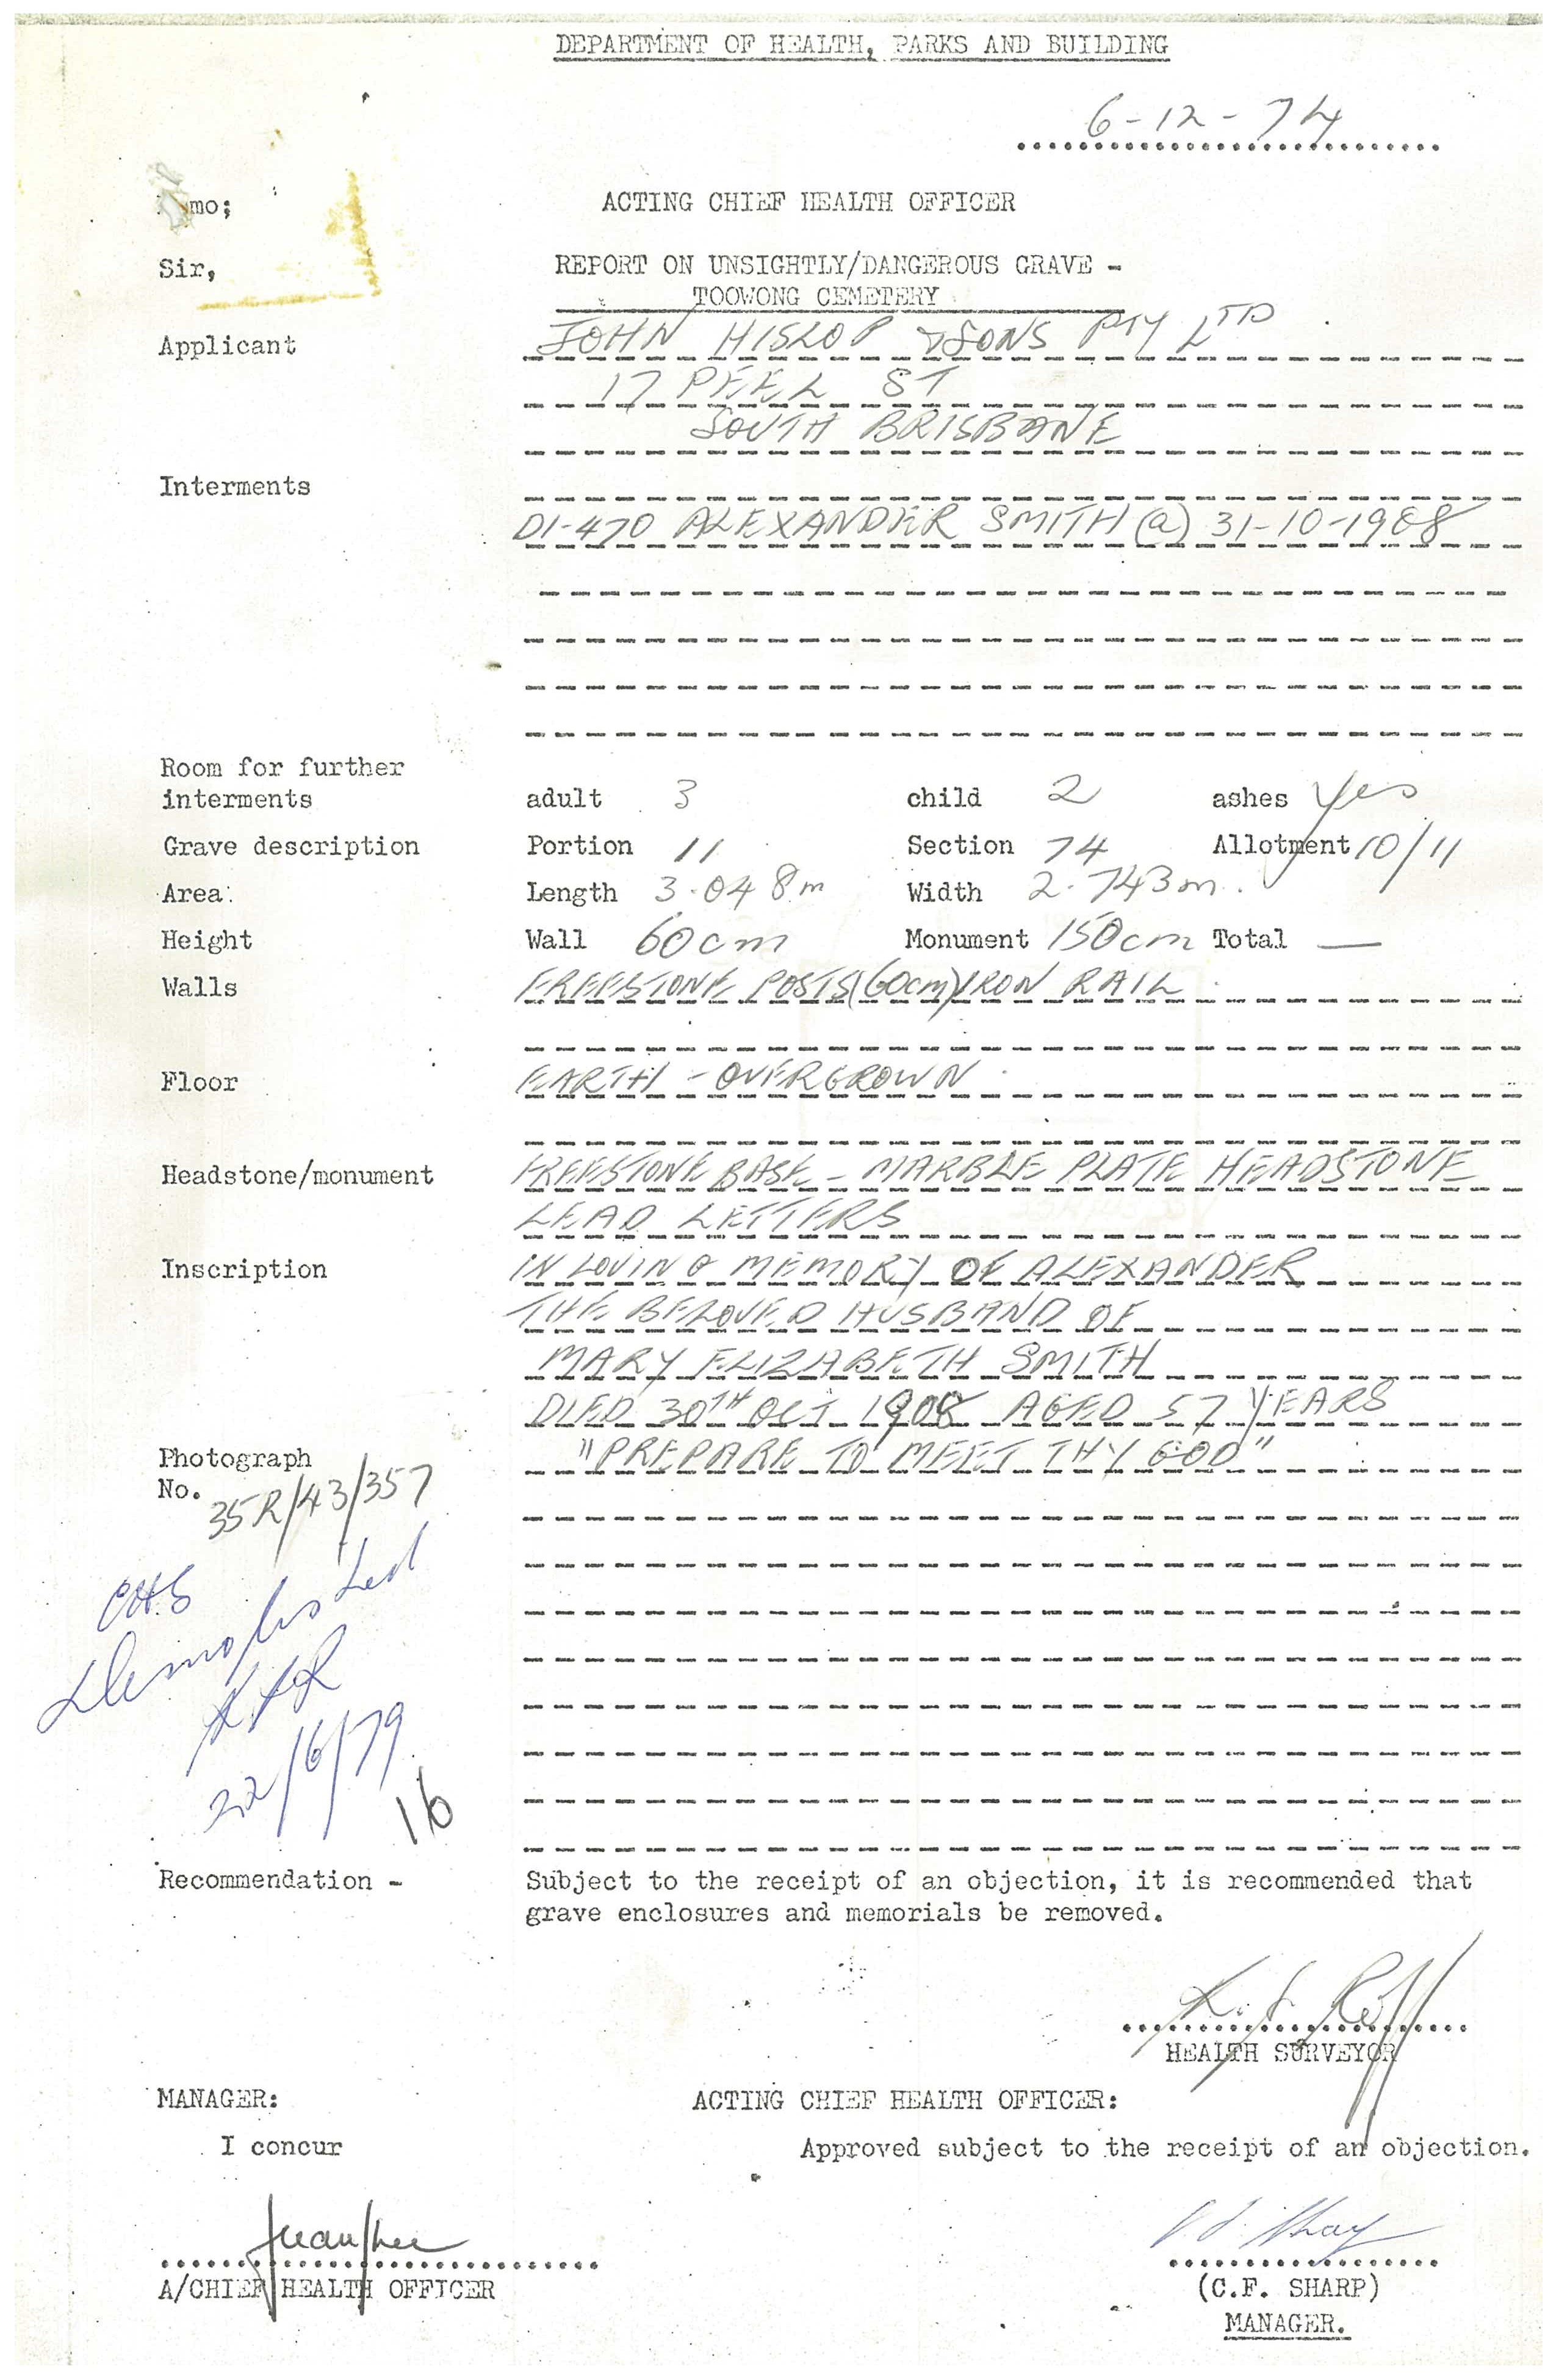 DEPARTMENT OF HEALTH, PARKS AND BUILDING
6-12-74
mo; ACTING CHIEF HEALTH OFFICER
Sir, REPORT ON UNSIGHTLY/DANGEROUS GRAVE -
TOOWONG CEMETERY
Applicant JOHN HISLOP & SONS PTY LTD
17 PEEL ST
SOUTH BRISBANE
Interments
D1-470 ALEXANDER SMITH (a) 31-10-1908
Room for further
interments adult 3 child 2 ashes Yes
Grave description Portion 11 Section 74 Allotment 10/11
Area: Length 3.048m Width 2.743m.
Height Wall 60cm Monument 150cm Total —
Walls FREESTONE POSTS (60cm) IRON RAIL
Floor EARTH - OVERGROWN
Headstone/monument FREESTONE BASE - MARBLE PLATE HEADSTONE
LEAD LETTERS
Inscription IN LOVING MEMORY OF ALEXANDER
THE BELOVED HUSBAND OF
MARY ELIZABETH SMITH
DIED 30TH OCT 1908 AGED 57 YEARS
Photograph "PREPARE TO MEET THY GOD"
No. 35R/43/357
Demolished
22/6/79
16
Recommendation - Subject to the receipt of an objection, it is recommended that
grave enclosures and memorials be removed.
HEALTH SURVEYOR
MANAGER: ACTING CHIEF HEALTH OFFICER:
I concur Approved subject to the receipt of an objection.
A/CHIEF HEALTH OFFICER (C.F. SHARP)
MANAGER.